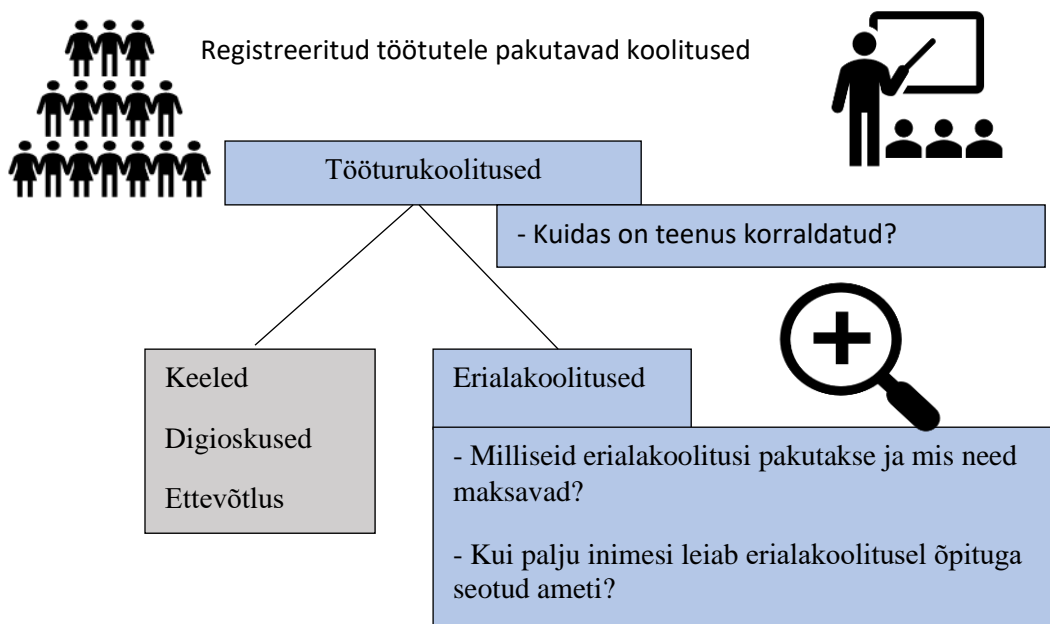 Registreeritud töötutele pakutavad koolitused
Tööturukoolitused
- Kuidas on teenus korraldatud?
Keeled
Digioskused
Ettevõtlus
Erialakoolitused
- Milliseid erialakoolitusi pakutakse ja mis need
maksavad?
- Kui palju inimesi leiab erialakoolitusel õpituga
seotud ameti?